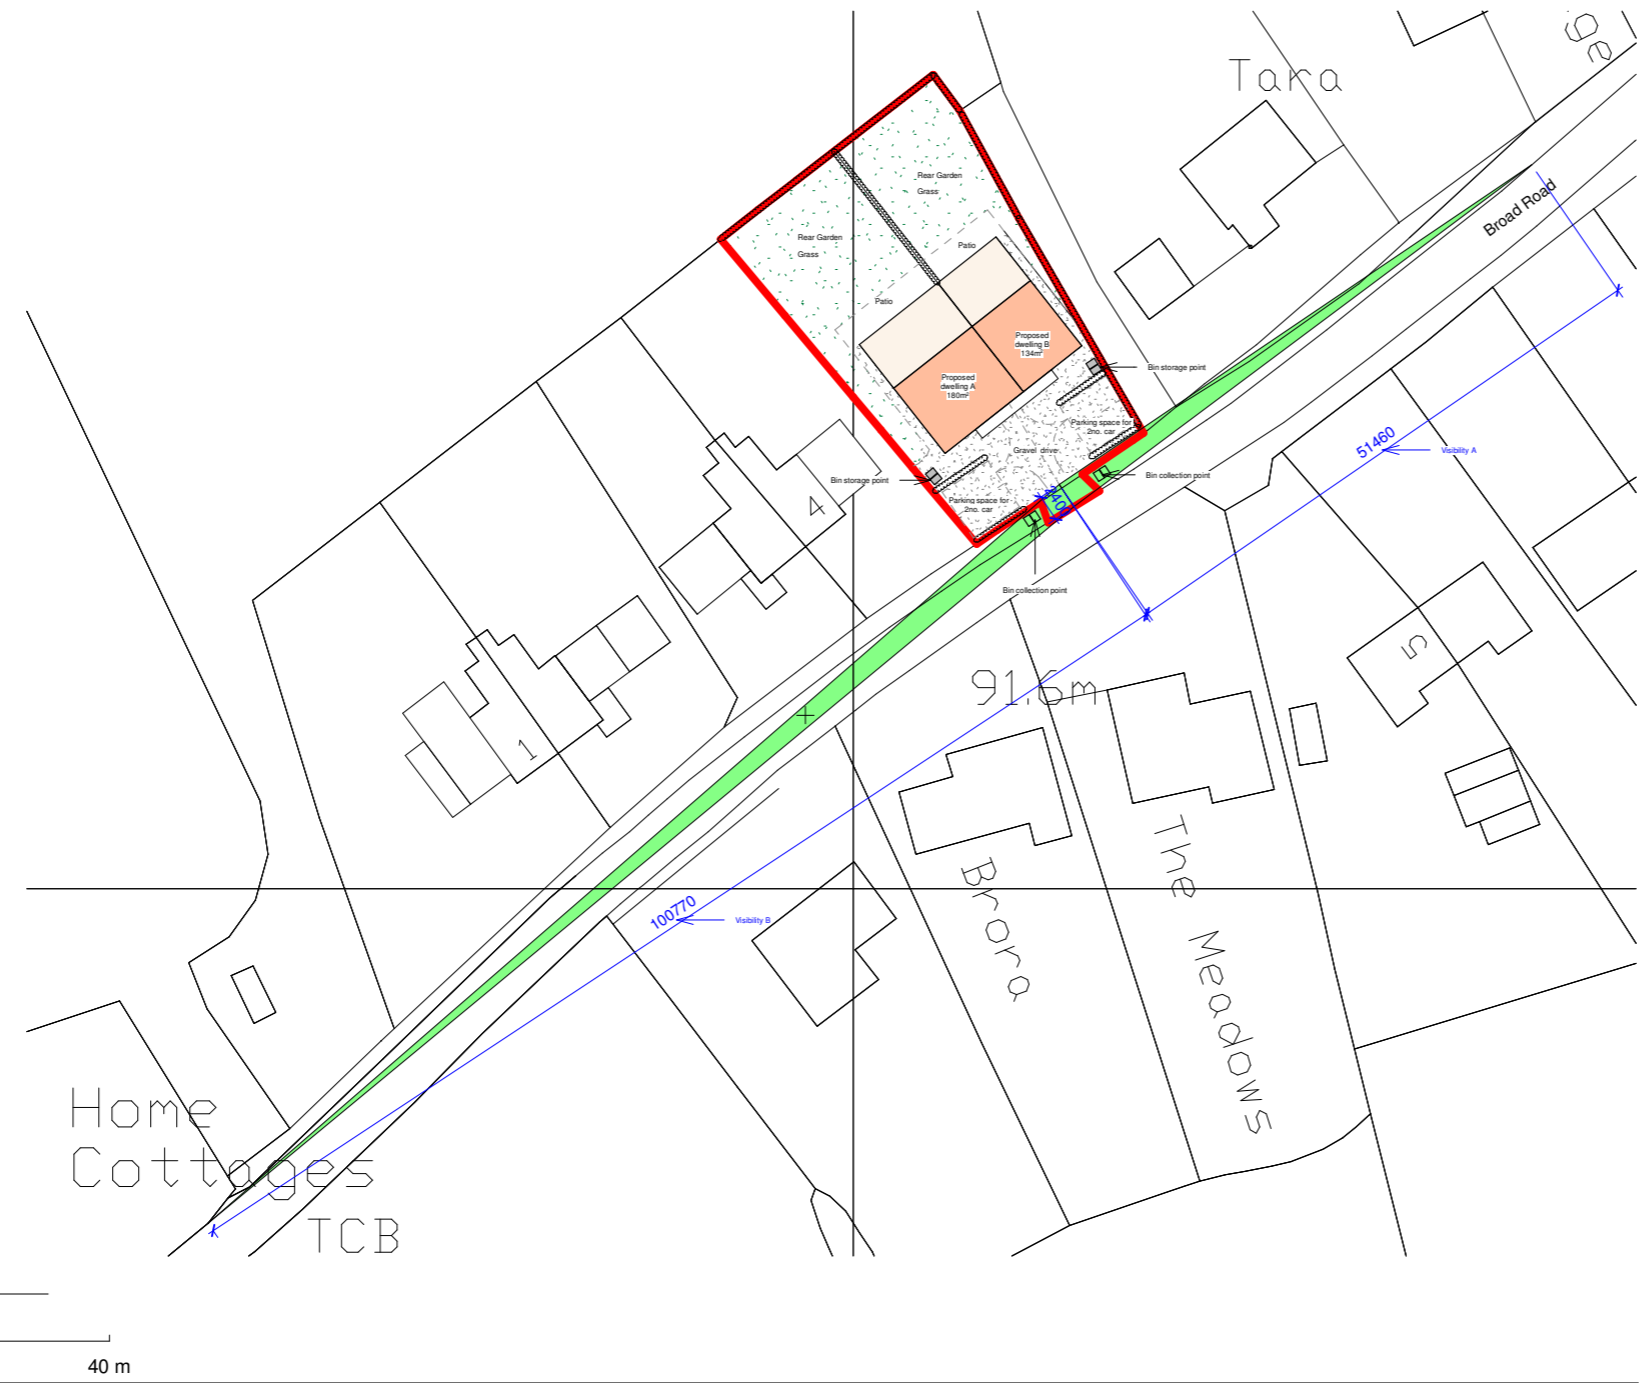 ge
Tara
Broad Road
Rear Garden
Grass
Rear Garden
Grass
Patio
Patio
Proposed
dwelling B
134m²
Proposed
dwelling A
180m²
Bin storage point
Parking space for
2no. car
Gravel drive
51460
Visibility A
Bin collection point
Bin storage point
Parking space for
2no. car
2400
Bin collection point
4
5
91.6m
1
100770
Visibility B
Brora
The Meadows
Home
Cottages
TCB
40 m